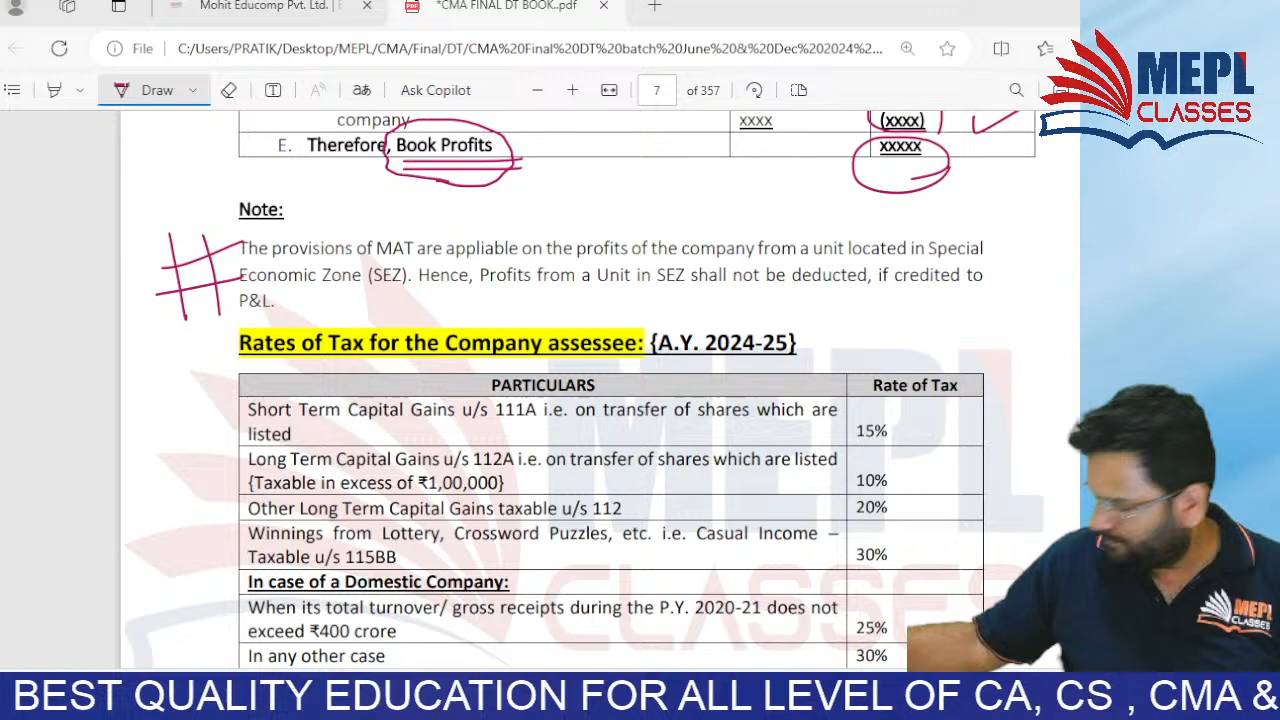 Mohit Educomp Pvt. Ltd. | E
*CMA FINAL DT BOOK..pdf
File
C:/Users/PRATIK/Desktop/MEPL/CMA/Final/DT/CMA%20Final%20DT%20batch%20June%20&%20Dec%202024%2...
Draw
Ask Copilot
7 of 357
MEPL
CLASSES
company xxxx (xxxx)
E. Therefore, Book Profits xxxxx
Note:
The provisions of MAT are appliable on the profits of the company from a unit located in Special
Economic Zone (SEZ). Hence, Profits from a Unit in SEZ shall not be deducted, if credited to
P&L.
Rates of Tax for the Company assessee: {A.Y. 2024-25}
PARTICULARS Rate of Tax
Short Term Capital Gains u/s 111A i.e. on transfer of shares which are
listed 15%
Long Term Capital Gains u/s 112A i.e. on transfer of shares which are listed
{Taxable in excess of ₹1,00,000} 10%
Other Long Term Capital Gains taxable u/s 112 20%
Winnings from Lottery, Crossword Puzzles, etc. i.e. Casual Income –
Taxable u/s 115BB 30%
In case of a Domestic Company:
When its total turnover/ gross receipts during the P.Y. 2020-21 does not
exceed ₹400 crore 25%
In any other case 30%
MEPL
CLASSES
MEPL
CLASSES
BEST QUALITY EDUCATION FOR ALL LEVEL OF CA, CS , CMA &